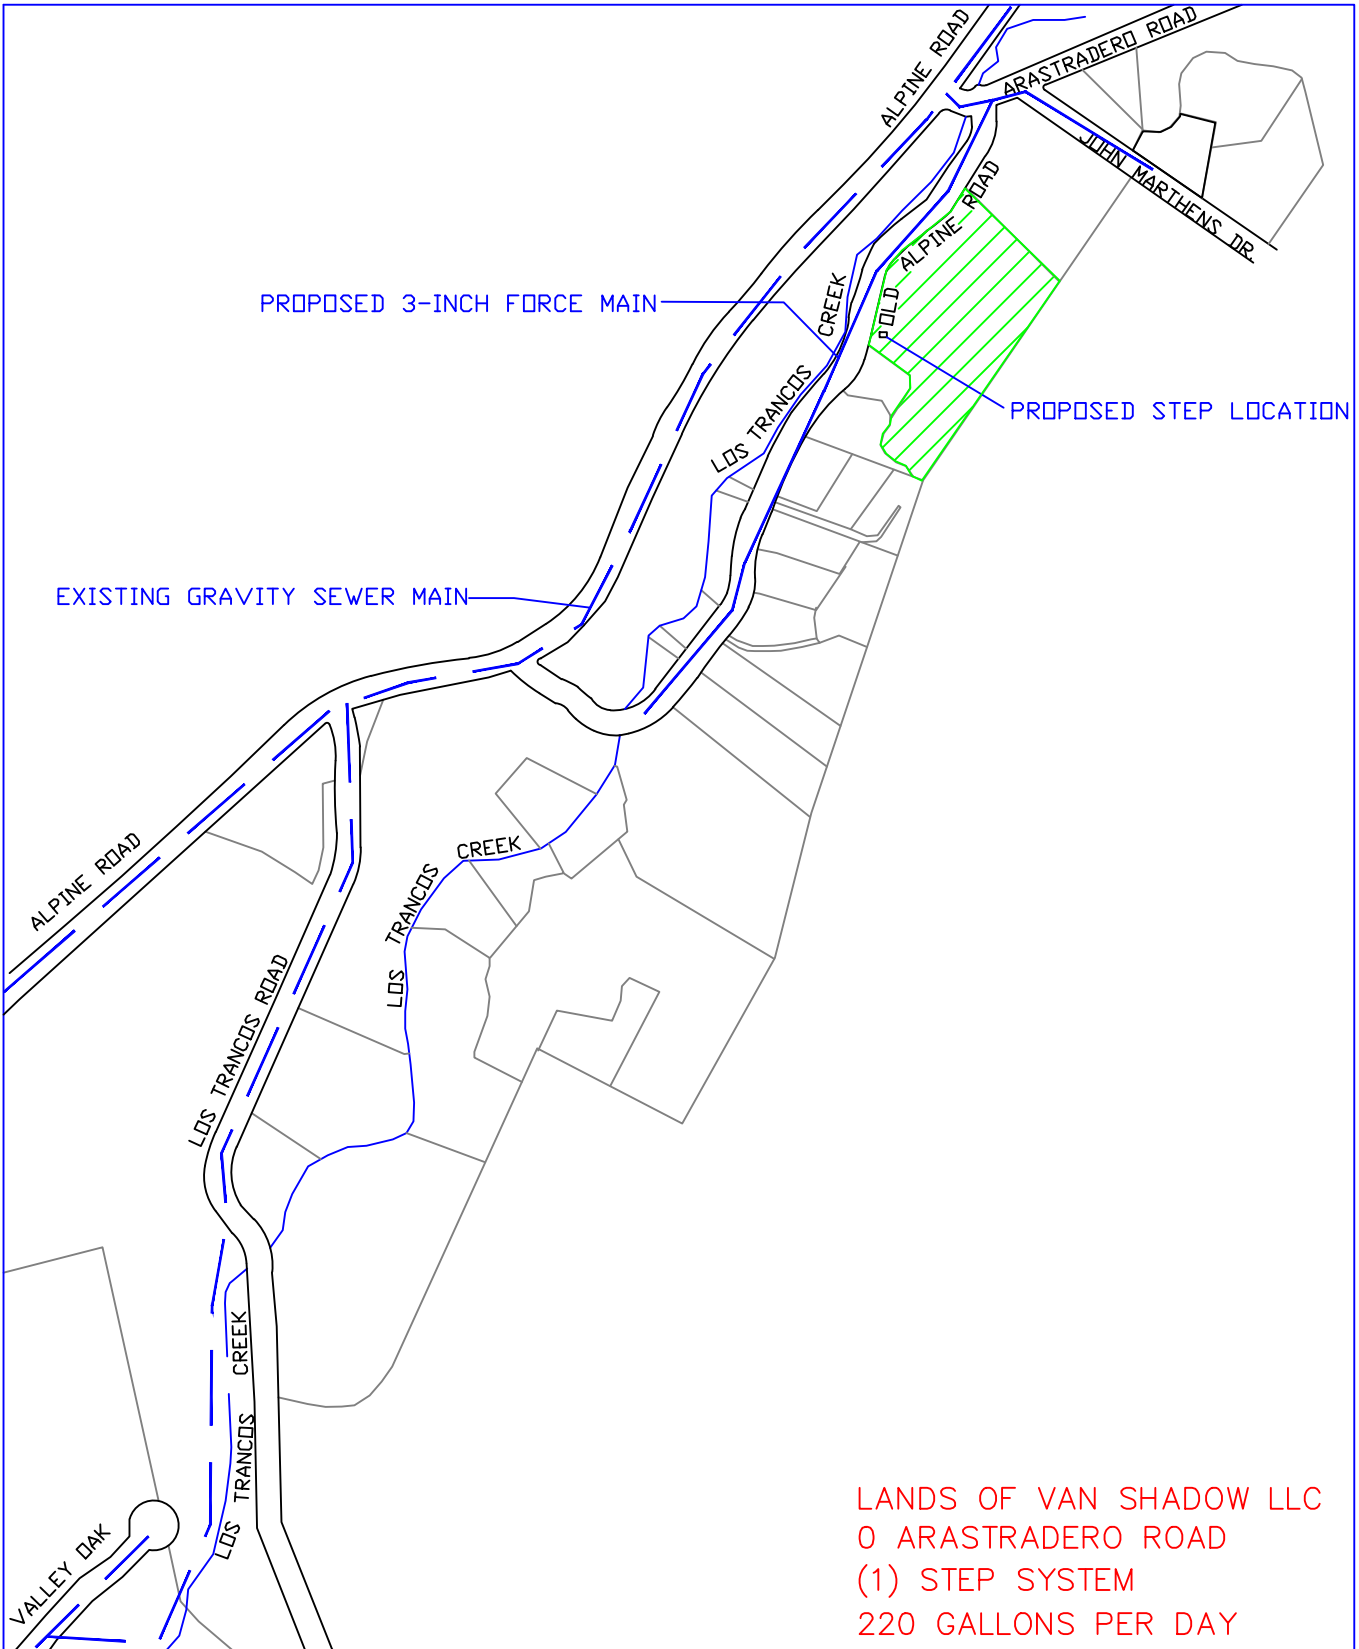 ALPINE ROAD
ARASTRADERO ROAD
JOHN MARTHENS DR.
OLD ALPINE ROAD
PROPOSED 3-INCH FORCE MAIN
LOS TRANCOS CREEK
PROPOSED STEP LOCATION
EXISTING GRAVITY SEWER MAIN
ALPINE ROAD
LOS TRANCOS CREEK
LOS TRANCOS ROAD
LOS TRANCOS CREEK
VALLEY OAK
LANDS OF VAN SHADOW LLC
0 ARASTRADERO ROAD
(1) STEP SYSTEM
220 GALLONS PER DAY